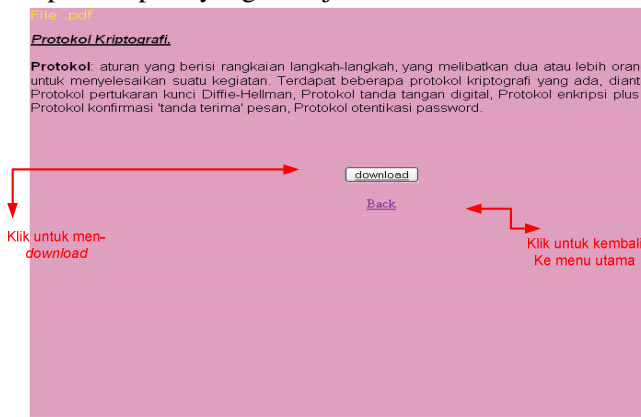 File .pdf
Protokol Kriptografi.
Protokol: aturan yang berisi rangkaian langkah-langkah, yang melibatkan dua atau lebih
untuk menyelesaikan suatu kegiatan. Terdapat beberapa protokol kriptografi yang ada,
Protokol pertukaran kunci Diffie-Hellman, Protokol tanda tangan digital, Protokol enkripsi plus
Protokol konfirmasi 'tanda terima' pesan, Protokol otentikasi password.
download
Back
Klik untuk men-
download
Klik untuk kembali
Ke menu utama